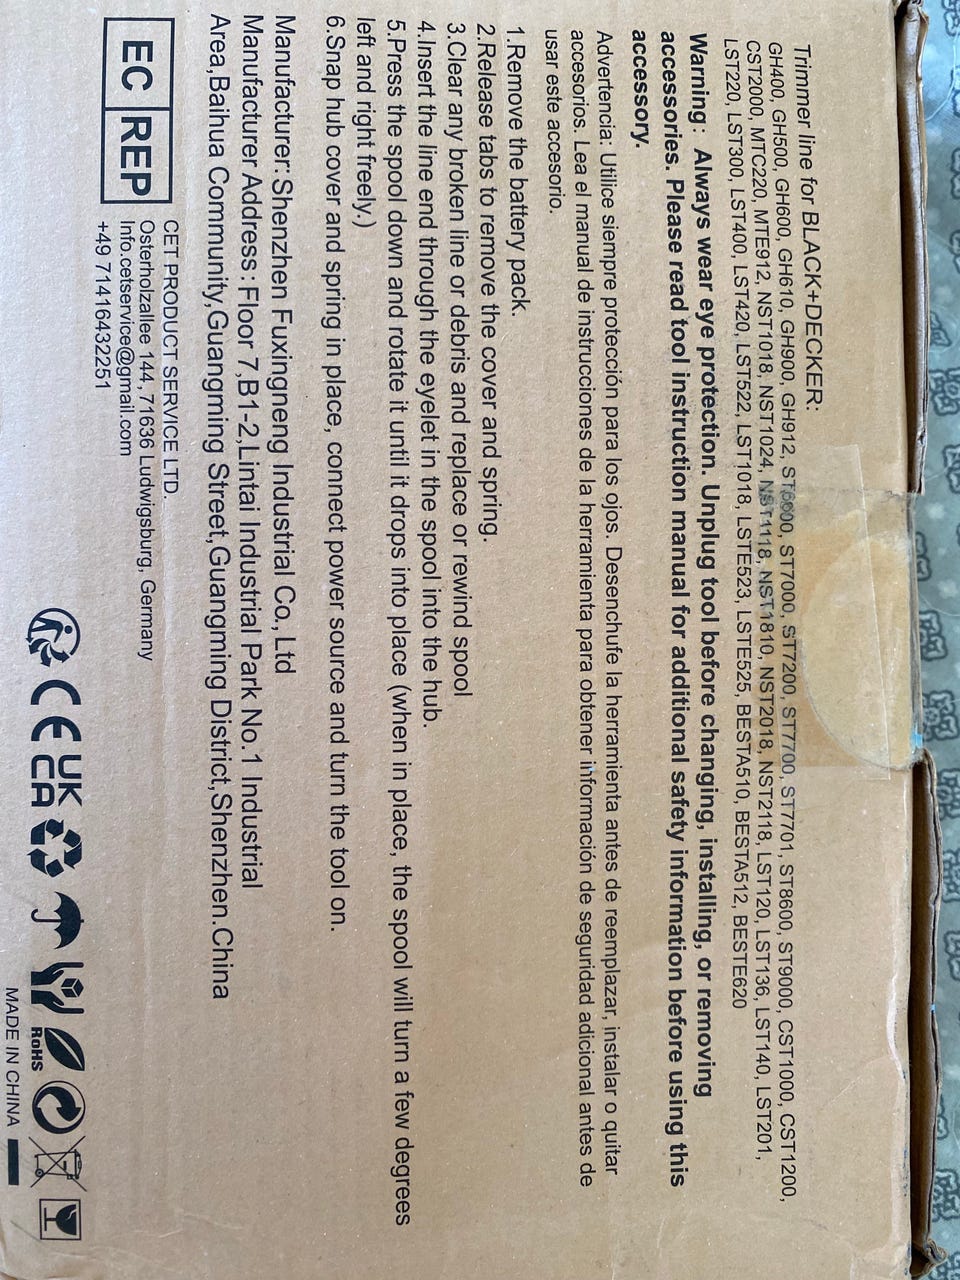 Trimmer line for BLACK+DECKER:
GH400, GH500, GH600, GH610, GH900, GH912, ST6600, ST7000, ST7200, ST7700, ST7701, ST8600, ST9000, CST1000, CST1200,
CST2000, MTC220, MTE912, NST1018, NST1024, NST1118, NST1810, NST2018, NST2118, LST120, LST136, LST140, LST201,
LST220, LST300, LST400, LST420, LST522, LST1018, LSTE523, LSTE525, BESTA510, BESTA512, BESTE620
Warning: Always wear eye protection. Unplug tool before changing, installing, or removing
accessories. Please read tool instruction manual for additional safety information before using this
accessory.
Advertencia: Utilice siempre protección para los ojos. Desenchufe la herramienta antes de reemplazar, instalar o quitar
accesorios. Lea el manual de instrucciones de la herramienta para obtener información de seguridad adicional antes de
usar este accesorio.
1.Remove the battery pack.
2.Release tabs to remove the cover and spring.
3.Clear any broken line or debris and replace or rewind spool
4.Insert the line end through the eyelet in the spool into the hub.
5.Press the spool down and rotate it until it drops into place (when in place, the spool will turn a few degrees
left and right freely.)
6.Snap hub cover and spring in place, connect power source and turn the tool on.
Manufacturer:Shenzhen Fuxingneng Industrial Co., Ltd
Manufacturer Address:Floor 7,B1-2,Lintai Industrial Park No.1 Industrial
Area,Baihua Community,Guangming Street,Guangming District,Shenzhen.China
EC REP
CET PRODUCT SERVICE LTD.
Osterholzallee 144, 71636 Ludwigsburg, Germany
Info.cetservice@gmail.com
+49 71416432251
CE UK CA RoHS
MADE IN CHINA